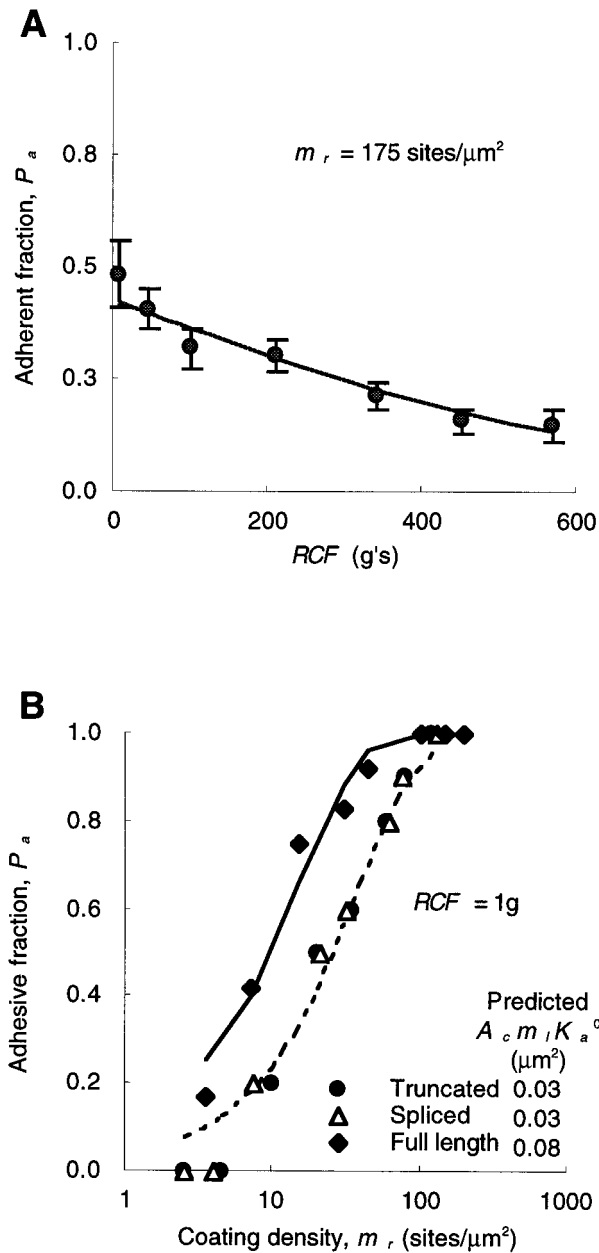 A
1.0
0.8
0.5
0.3
0.0
Adherent fraction, P a
m r = 175 sites/μm²
0 200 400 600
RCF (g's)
B
1.0
0.8
0.6
0.4
0.2
0.0
Adhesive fraction, P a
RCF = 1g
Predicted
A c m l K a 0
(μm²)
Truncated 0.03
Spliced 0.03
Full length 0.08
1 10 100 1000
Coating density, m r (sites/μm²)